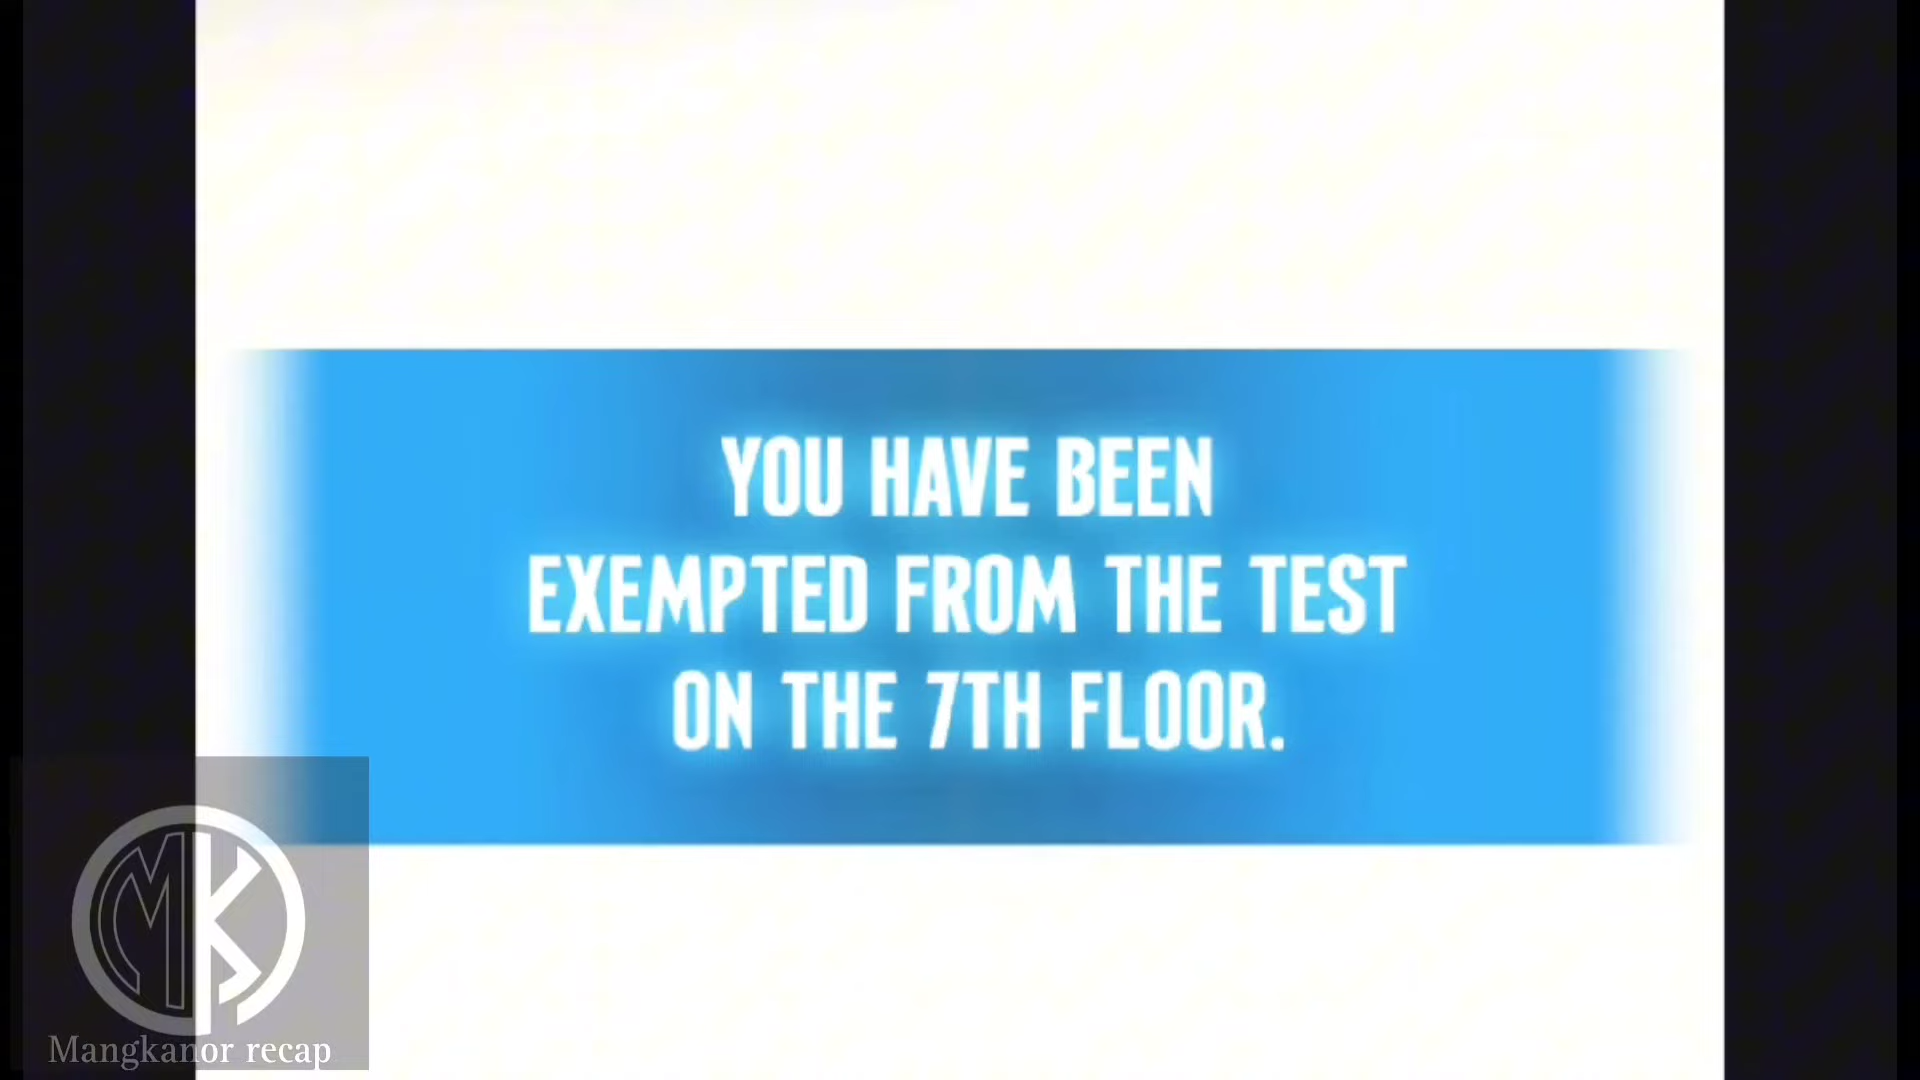 YOU HAVE BEEN
EXEMPTED FROM THE TEST
ON THE 7TH FLOOR.
MK
Mangkanor recap